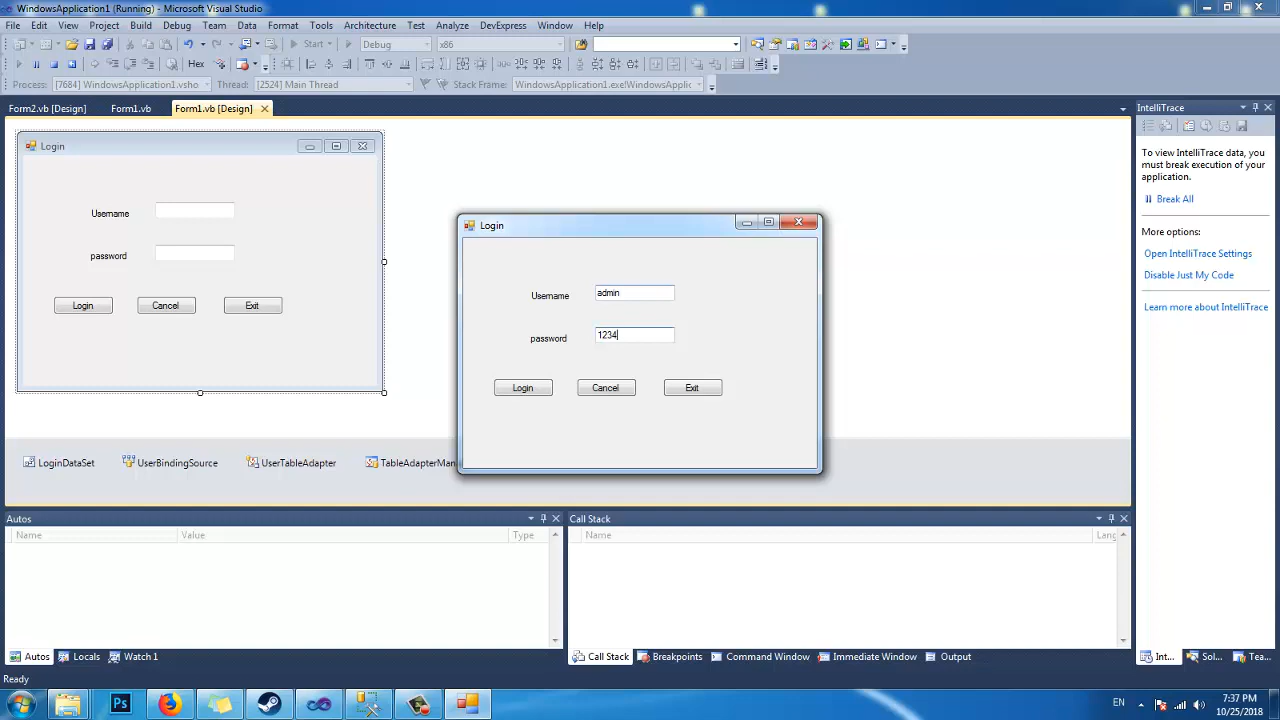 WindowsApplication1 (Running) - Microsoft Visual Studio
File Edit View Project Build Debug Team Data Format Tools Architecture Test Analyze DevExpress Window Help
Start Debug x86
Hex
Process: [7684] WindowsApplication1.vsho Thread: [2524] Main Thread Stack Frame: WindowsApplication1.exe!WindowsApplic
Form2.vb [Design] Form1.vb Form1.vb [Design]
Login
Username
password
Login Cancel Exit
Login
Username admin
password 1234
Login Cancel Exit
LoginDataSet UserBindingSource UserTableAdapter TableAdapterMan
IntelliTrace
To view IntelliTrace data, you
must break execution of your
application.
Break All
More options:
Open IntelliTrace Settings
Disable Just My Code
Learn more about IntelliTrace
Autos
Name Value Type
Call Stack
Name Lang
Autos Locals Watch 1
Call Stack Breakpoints Command Window Immediate Window Output
Int... Sol... Tea...
Ready
Ps
EN
7:37 PM
10/25/2018